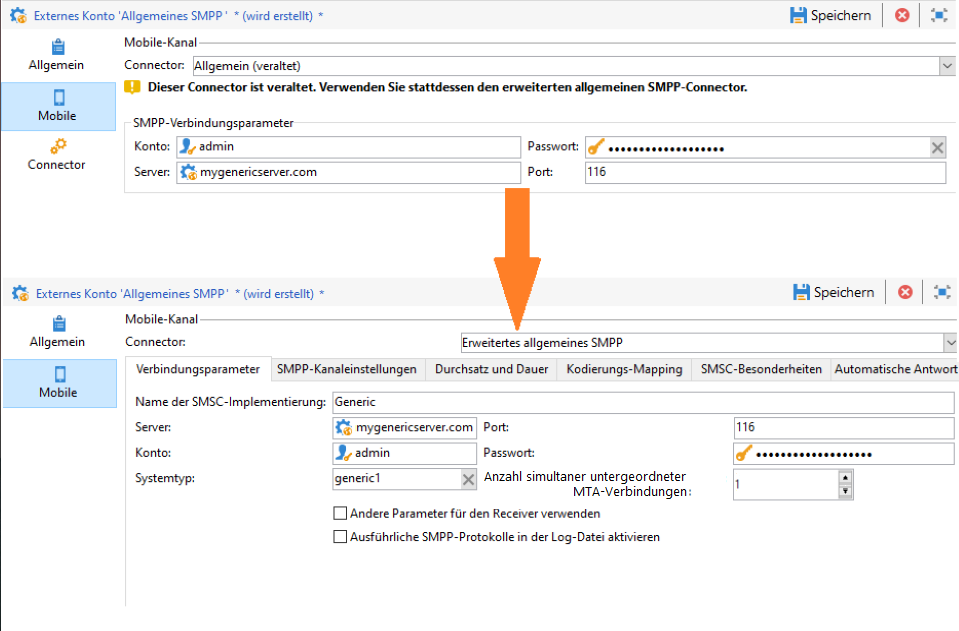 Externes Konto 'Allgemeines SMPP' * (wird erstellt) *
Speichern
Allgemein
Mobile
Connector
Mobile-Kanal
Connector: Allgemein (veraltet)
Dieser Connector ist veraltet. Verwenden Sie stattdessen den erweiterten allgemeinen SMPP-Connector.
SMPP-Verbindungsparameter
Konto: admin Passwort: •••••••••••••••••••
Server: mygenericserver.com Port: 116
Externes Konto 'Allgemeines SMPP' * (wird erstellt) *
Speichern
Allgemein
Mobile
Mobile-Kanal
Connector: Erweitertes allgemeines SMPP
Verbindungsparameter SMPP-Kanaleinstellungen Durchsatz und Dauer Kodierungs-Mapping SMSC-Besonderheiten Automatische Antwort
Name der SMSC-Implementierung: Generic
Server: mygenericserver.com Port: 116
Konto: admin Passwort: •••••••••••••••••••
Systemtyp: generic1 Anzahl simultaner untergeordneter
MTA-Verbindungen: 1
Andere Parameter für den Receiver verwenden
Ausführliche SMPP-Protokolle in der Log-Datei aktivieren